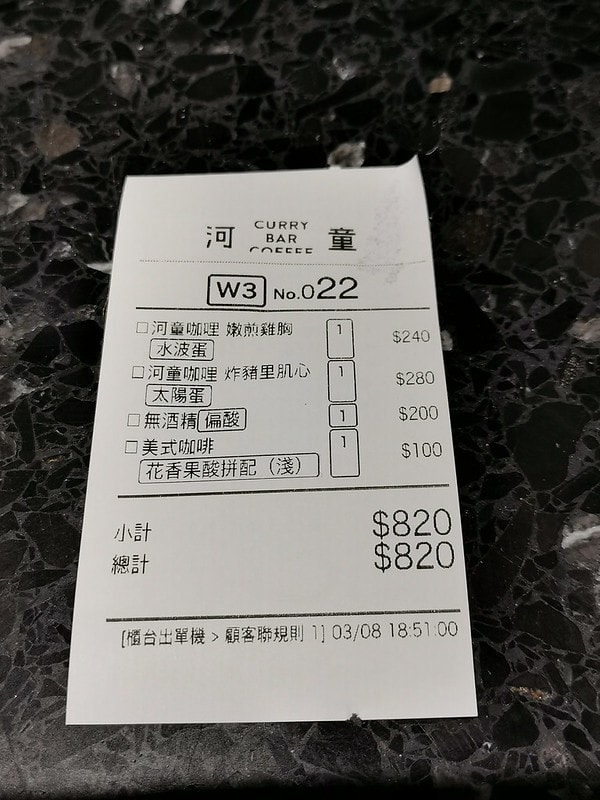 河 CURRY BAR COFFEE 童
W3 No.022
□河童咖哩 嫩煎雞胸 1 $240
水波蛋
□河童咖哩 炸豬里肌心 1 $280
太陽蛋
□無酒精 偏酸 1 $200
□美式咖啡 1 $100
花香果酸拼配（淺）
小計 $820
總計 $820
[櫃台出單機 > 顧客聯規則 1] 03/08 18:51:00